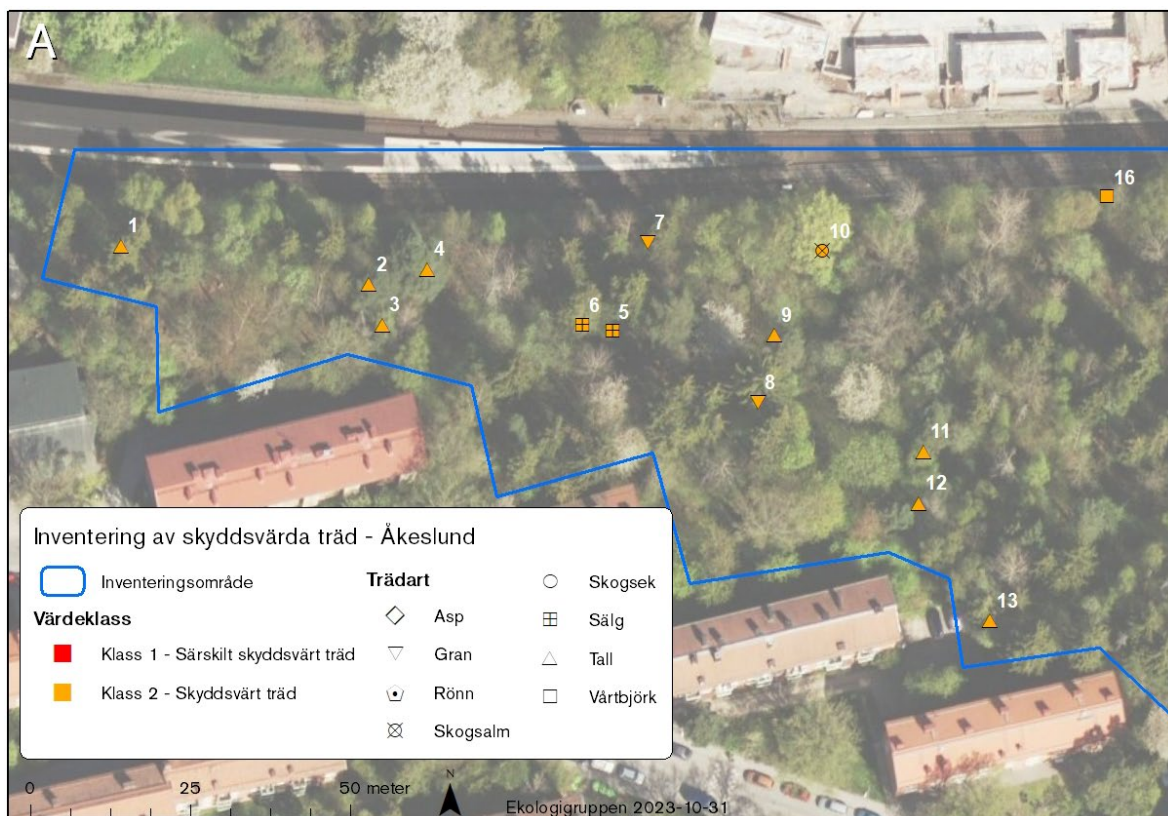 A
1
2
3
4
5
6
7
8
9
10
11
12
13
16
Inventering av skyddsvärda träd - Åkeslund
Inventeringsområde
Värdeklass
Klass 1 - Särskilt skyddsvärt träd
Klass 2 - Skyddsvärt träd
Trädart
Asp
Gran
Rönn
Skogsalm
Skogsek
Sälg
Tall
Vårtbjörk
0 25 50 meter
N
Ekologigruppen 2023-10-31